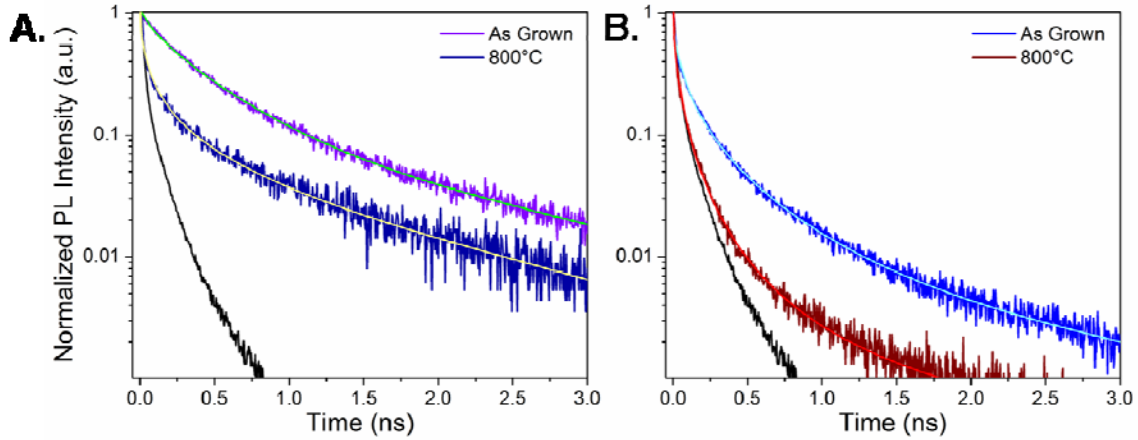 A.
As Grown
800°C
Normalized PL Intensity (a.u.)
1
0.1
0.01
0.0 0.5 1.0 1.5 2.0 2.5 3.0
Time (ns)
B.
As Grown
800°C
1
0.1
0.01
0.0 0.5 1.0 1.5 2.0 2.5 3.0
Time (ns)